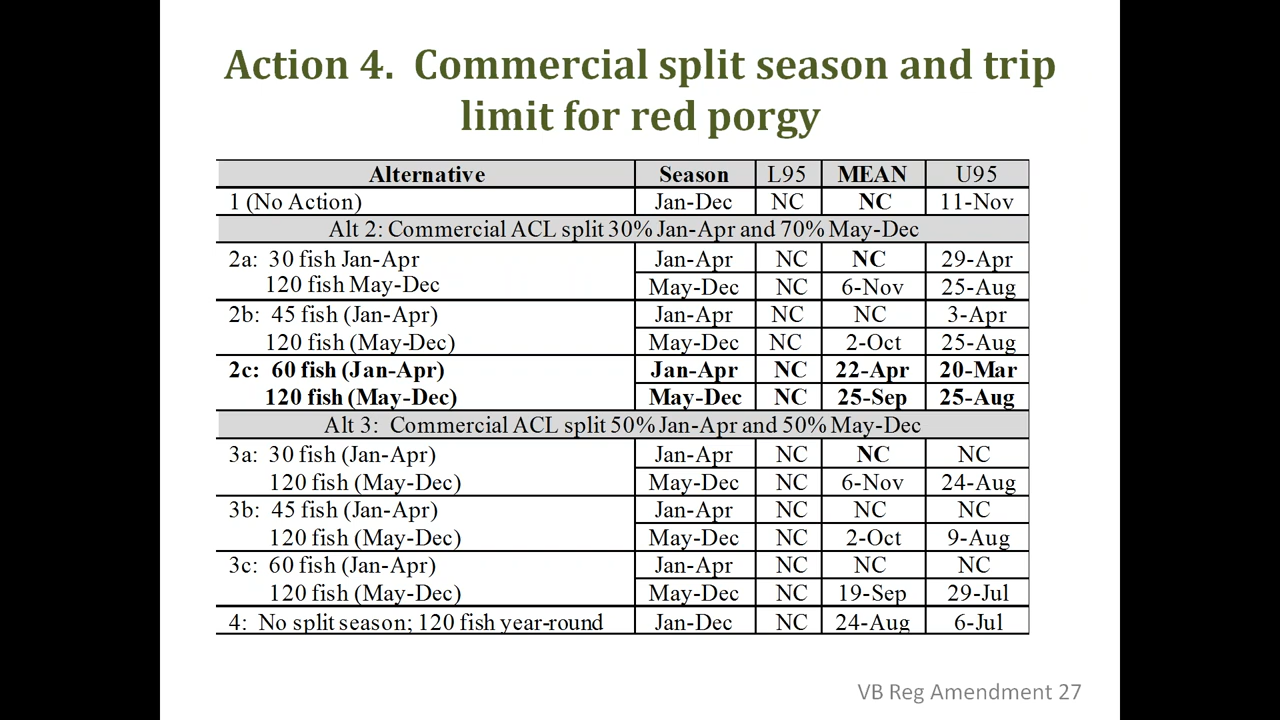 Action 4. Commercial split season and trip
limit for red porgy
Alternative Season L95 MEAN U95
1 (No Action) Jan-Dec NC NC 11-Nov
Alt 2: Commercial ACL split 30% Jan-Apr and 70% May-Dec
2a: 30 fish Jan-Apr Jan-Apr NC NC 29-Apr
120 fish May-Dec May-Dec NC 6-Nov 25-Aug
2b: 45 fish (Jan-Apr) Jan-Apr NC NC 3-Apr
120 fish (May-Dec) May-Dec NC 2-Oct 25-Aug
2c: 60 fish (Jan-Apr) Jan-Apr NC 22-Apr 20-Mar
120 fish (May-Dec) May-Dec NC 25-Sep 25-Aug
Alt 3: Commercial ACL split 50% Jan-Apr and 50% May-Dec
3a: 30 fish (Jan-Apr) Jan-Apr NC NC NC
120 fish (May-Dec) May-Dec NC 6-Nov 24-Aug
3b: 45 fish (Jan-Apr) Jan-Apr NC NC NC
120 fish (May-Dec) May-Dec NC 2-Oct 9-Aug
3c: 60 fish (Jan-Apr) Jan-Apr NC NC NC
120 fish (May-Dec) May-Dec NC 19-Sep 29-Jul
4: No split season; 120 fish year-round Jan-Dec NC 24-Aug 6-Jul
VB Reg Amendment 27